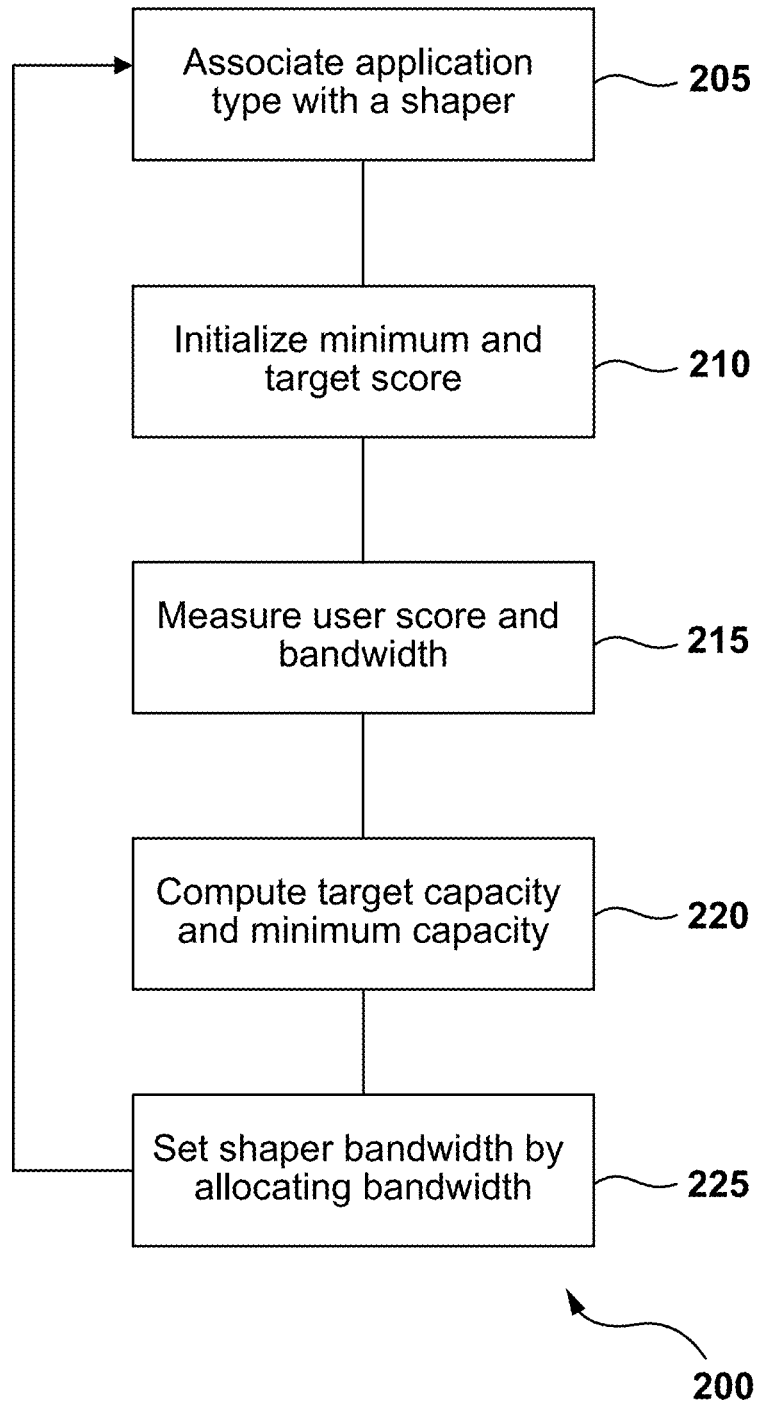 Associate application
type with a shaper
205
Initialize minimum and
target score
210
Measure user score and
bandwidth
215
Compute target capacity
and minimum capacity
220
Set shaper bandwidth by
allocating bandwidth
225
200